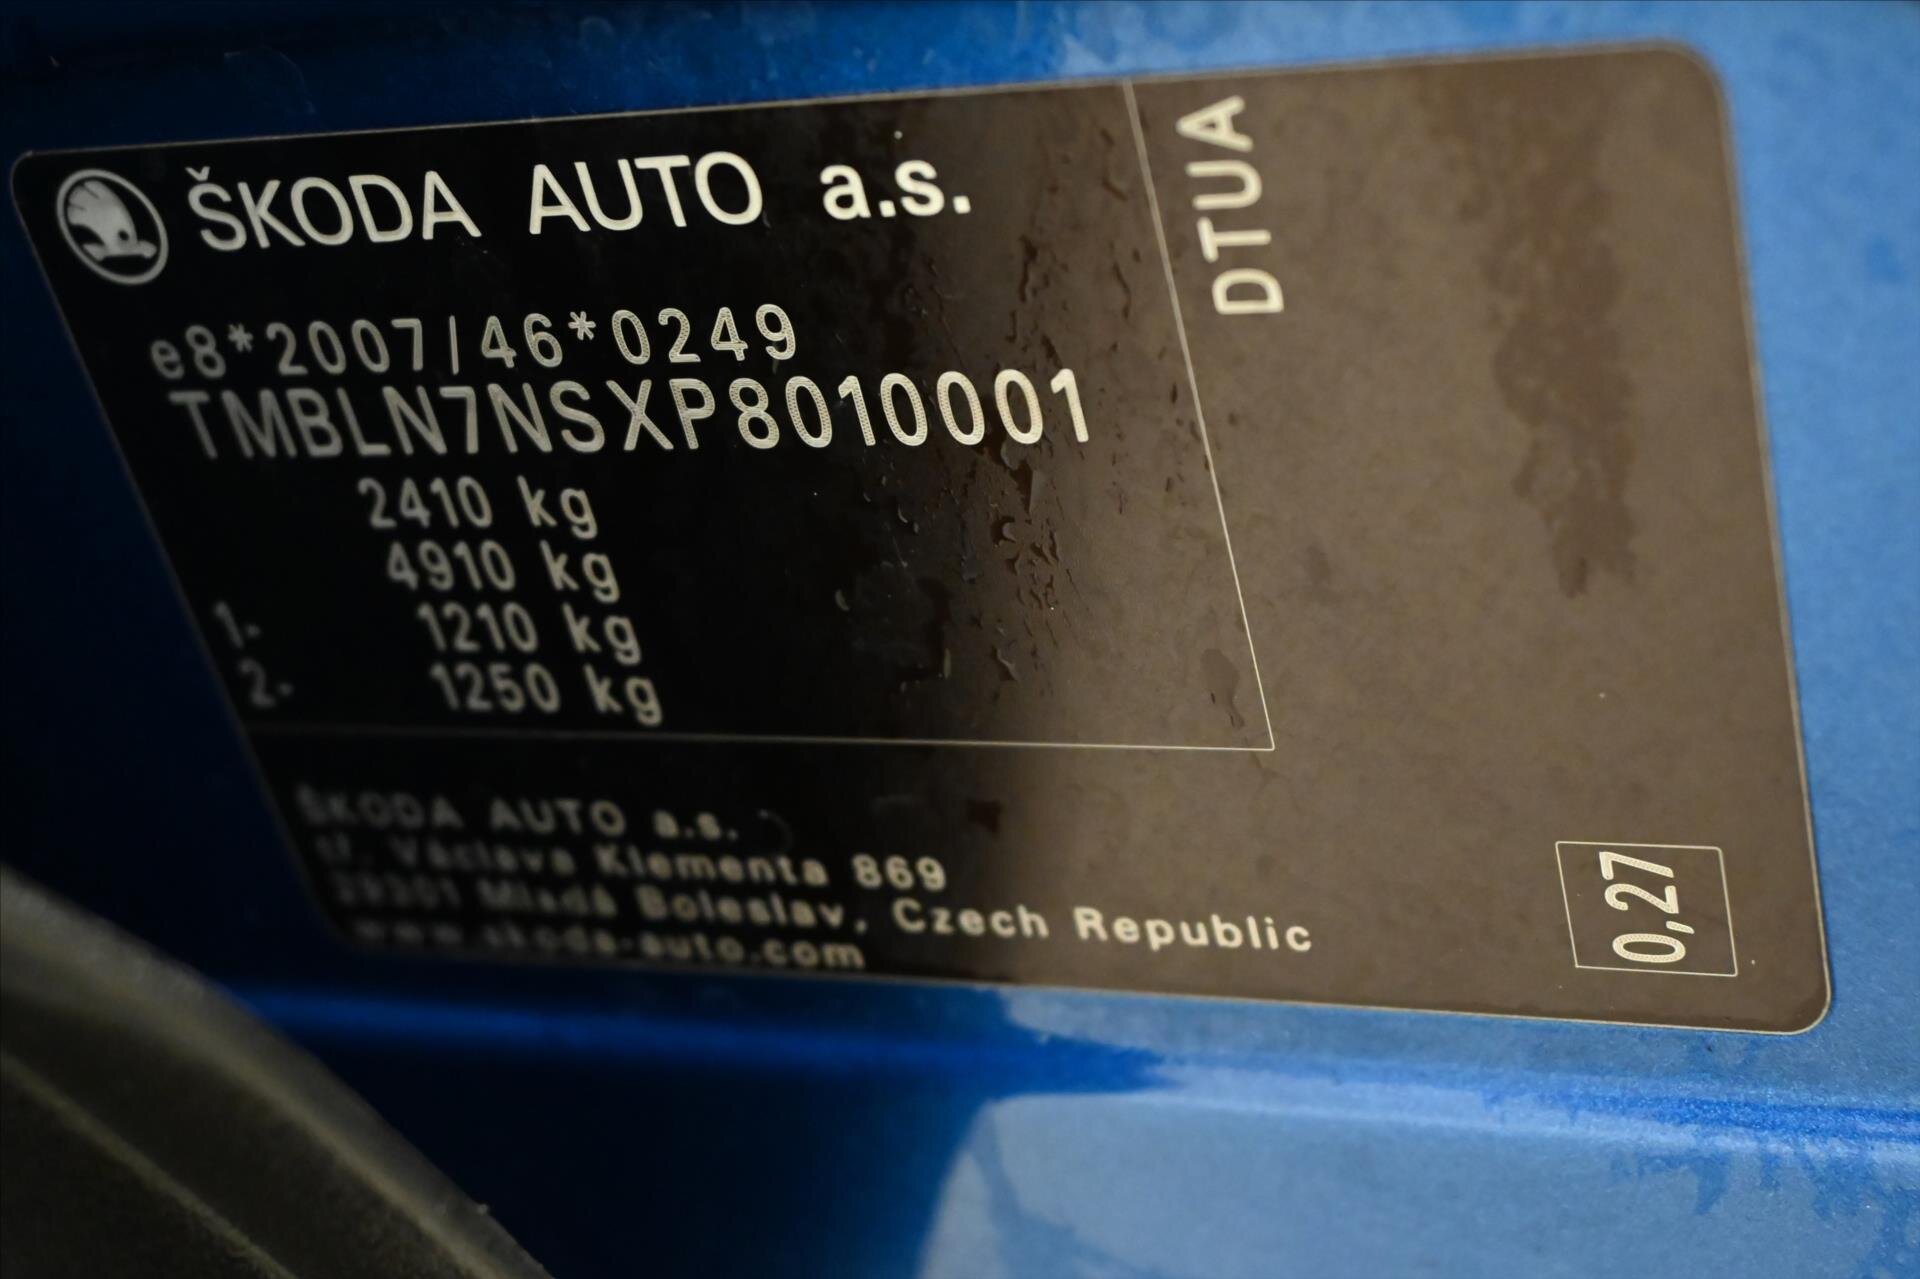 ŠKODA AUTO a.s.
e8*2007/46*0249
TMBLN7NSXP8010001
2410 kg
4910 kg
1- 1210 kg
2- 1250 kg
DTUA
ŠKODA AUTO a.s.
tř. Václava Klementa 869
29301 Mladá Boleslav, Czech Republic
www.skoda-auto.com
0,27